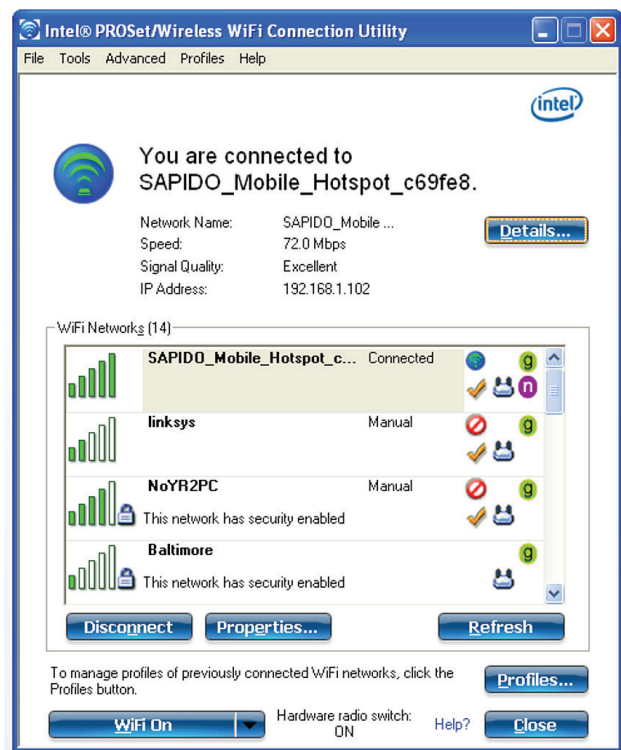 Intel® PROSet/Wireless WiFi Connection Utility
File Tools Advanced Profiles Help
intel
You are connected to
SAPIDO_Mobile_Hotspot_c69fe8.
Network Name: SAPIDO_Mobile ...
Details...
Speed: 72.0 Mbps
Signal Quality: Excellent
IP Address: 192.168.1.102
WiFi Networks (14)
SAPIDO_Mobile_Hotspot_c... Connected g
n
linksys Manual g
NoYR2PC Manual g
This network has security enabled
Baltimore g
This network has security enabled
Disconnect Properties... Refresh
To manage profiles of previously connected WiFi networks, click the
Profiles button.
Profiles...
WiFi On Hardware radio switch: Help? Close
ON